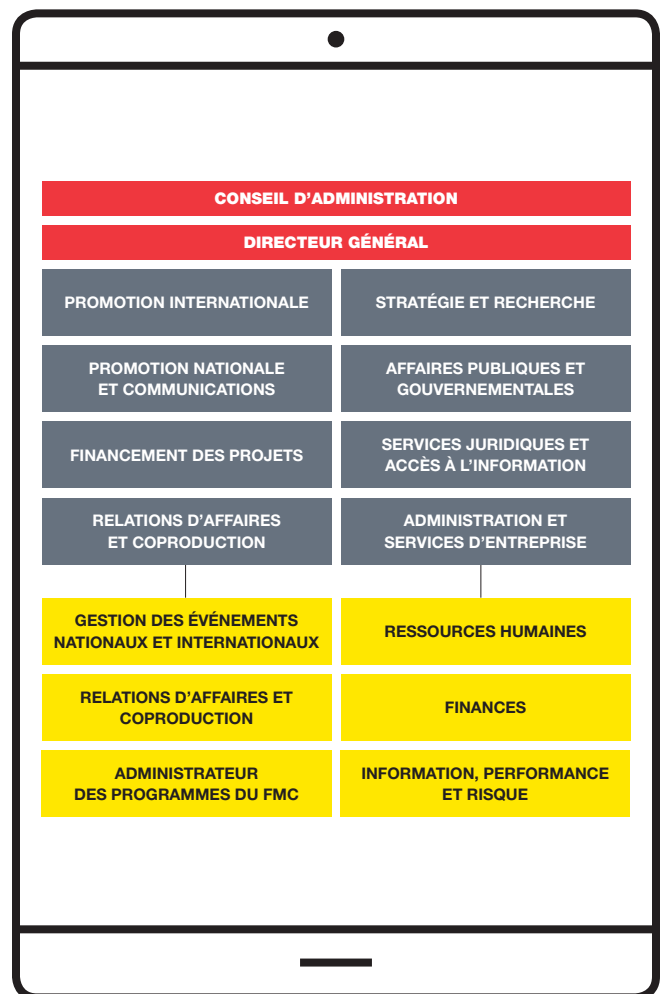 CONSEIL D'ADMINISTRATION
DIRECTEUR GÉNÉRAL
PROMOTION INTERNATIONALE
STRATÉGIE ET RECHERCHE
PROMOTION NATIONALE
ET COMMUNICATIONS
AFFAIRES PUBLIQUES ET
GOUVERNEMENTALES
FINANCEMENT DES PROJETS
SERVICES JURIDIQUES ET
ACCÈS À L'INFORMATION
RELATIONS D'AFFAIRES
ET COPRODUCTION
ADMINISTRATION ET
SERVICES D'ENTREPRISE
GESTION DES ÉVÉNEMENTS
NATIONAUX ET INTERNATIONAUX
RESSOURCES HUMAINES
RELATIONS D'AFFAIRES ET
COPRODUCTION
FINANCES
ADMINISTRATEUR
DES PROGRAMMES DU FMC
INFORMATION, PERFORMANCE
ET RISQUE